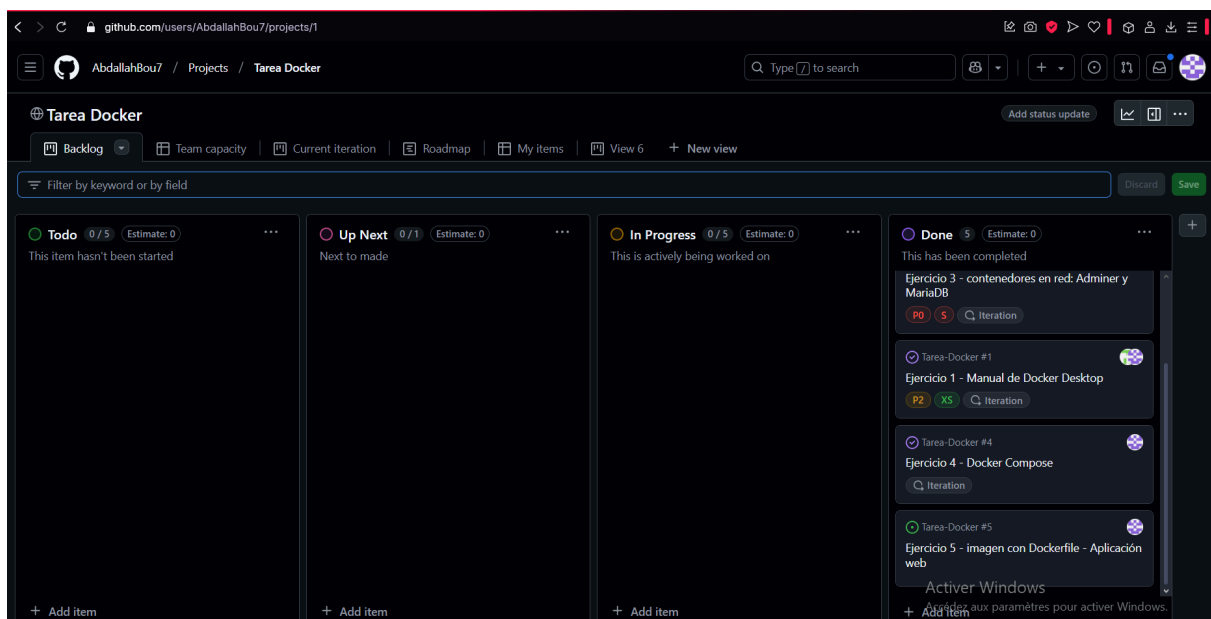 github.com/users/AbdallahBou7/projects/1
AbdallahBou7 / Projects / Tarea Docker
Type / to search
Tarea Docker
Add status update
Backlog
Team capacity
Current iteration
Roadmap
My items
View 6
+ New view
Filter by keyword or by field
Discard
Save
Todo 0 / 5 Estimate: 0
This item hasn't been started
+ Add item
Up Next 0 / 1 Estimate: 0
Next to made
+ Add item
In Progress 0 / 5 Estimate: 0
This is actively being worked on
+ Add item
Done 5 Estimate: 0
This has been completed
Ejercicio 3 - contenedores en red: Adminer y
MariaDB
P0 S Iteration
Tarea-Docker #1
Ejercicio 1 - Manual de Docker Desktop
P2 XS Iteration
Tarea-Docker #4
Ejercicio 4 - Docker Compose
Iteration
Tarea-Docker #5
Ejercicio 5 - imagen con Dockerfile - Aplicación
web
+ Add item
Activer Windows
Accédez aux paramètres pour activer Windows.